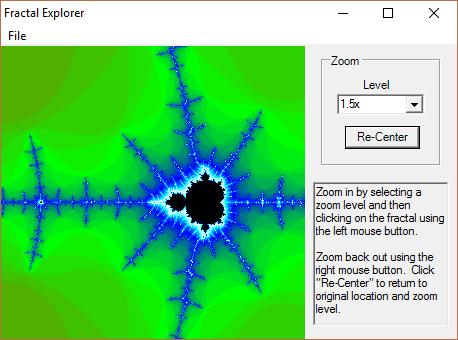 Fractal Explorer
File
Zoom
Level
1.5x
Re-Center
Zoom in by selecting a
zoom level and then
clicking on the fractal using
the left mouse button.
Zoom back out using the
right mouse button.  Click
"Re-Center" to return to
original location and zoom
level.